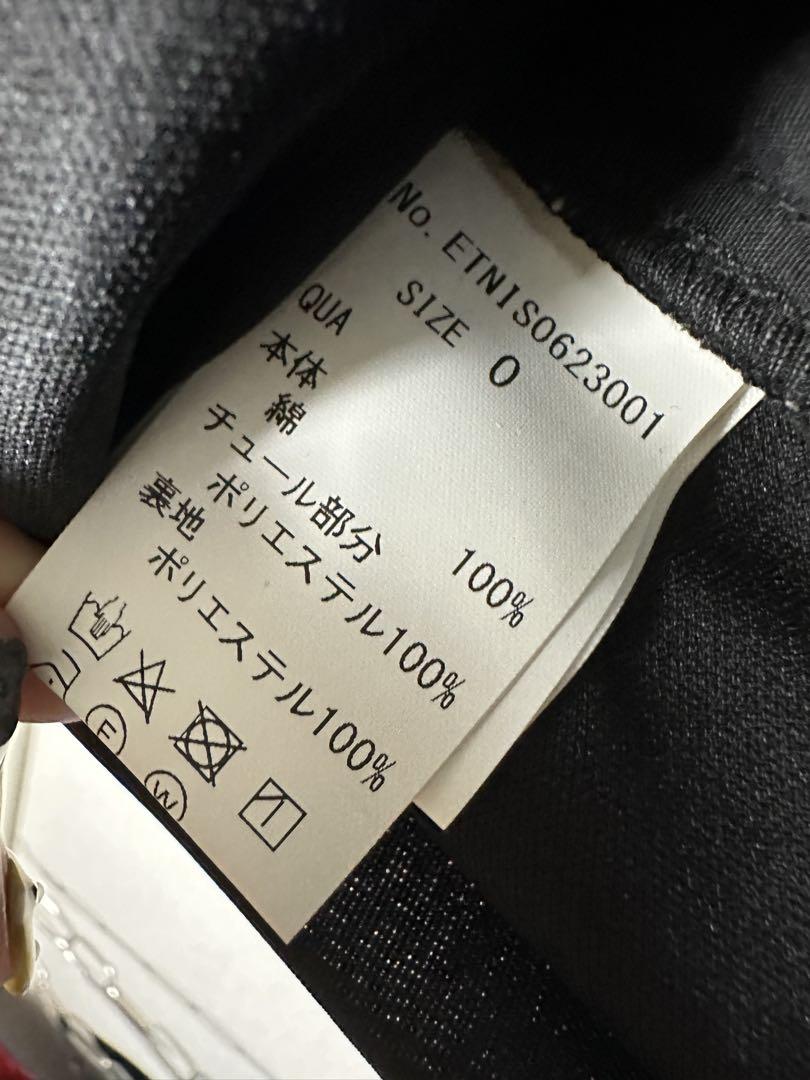 No. ETNIS0623001
SIZE 0
QUA
本体
綿 100%
チュール部分
ポリエステル100%
裏地
ポリエステル100%
F
W